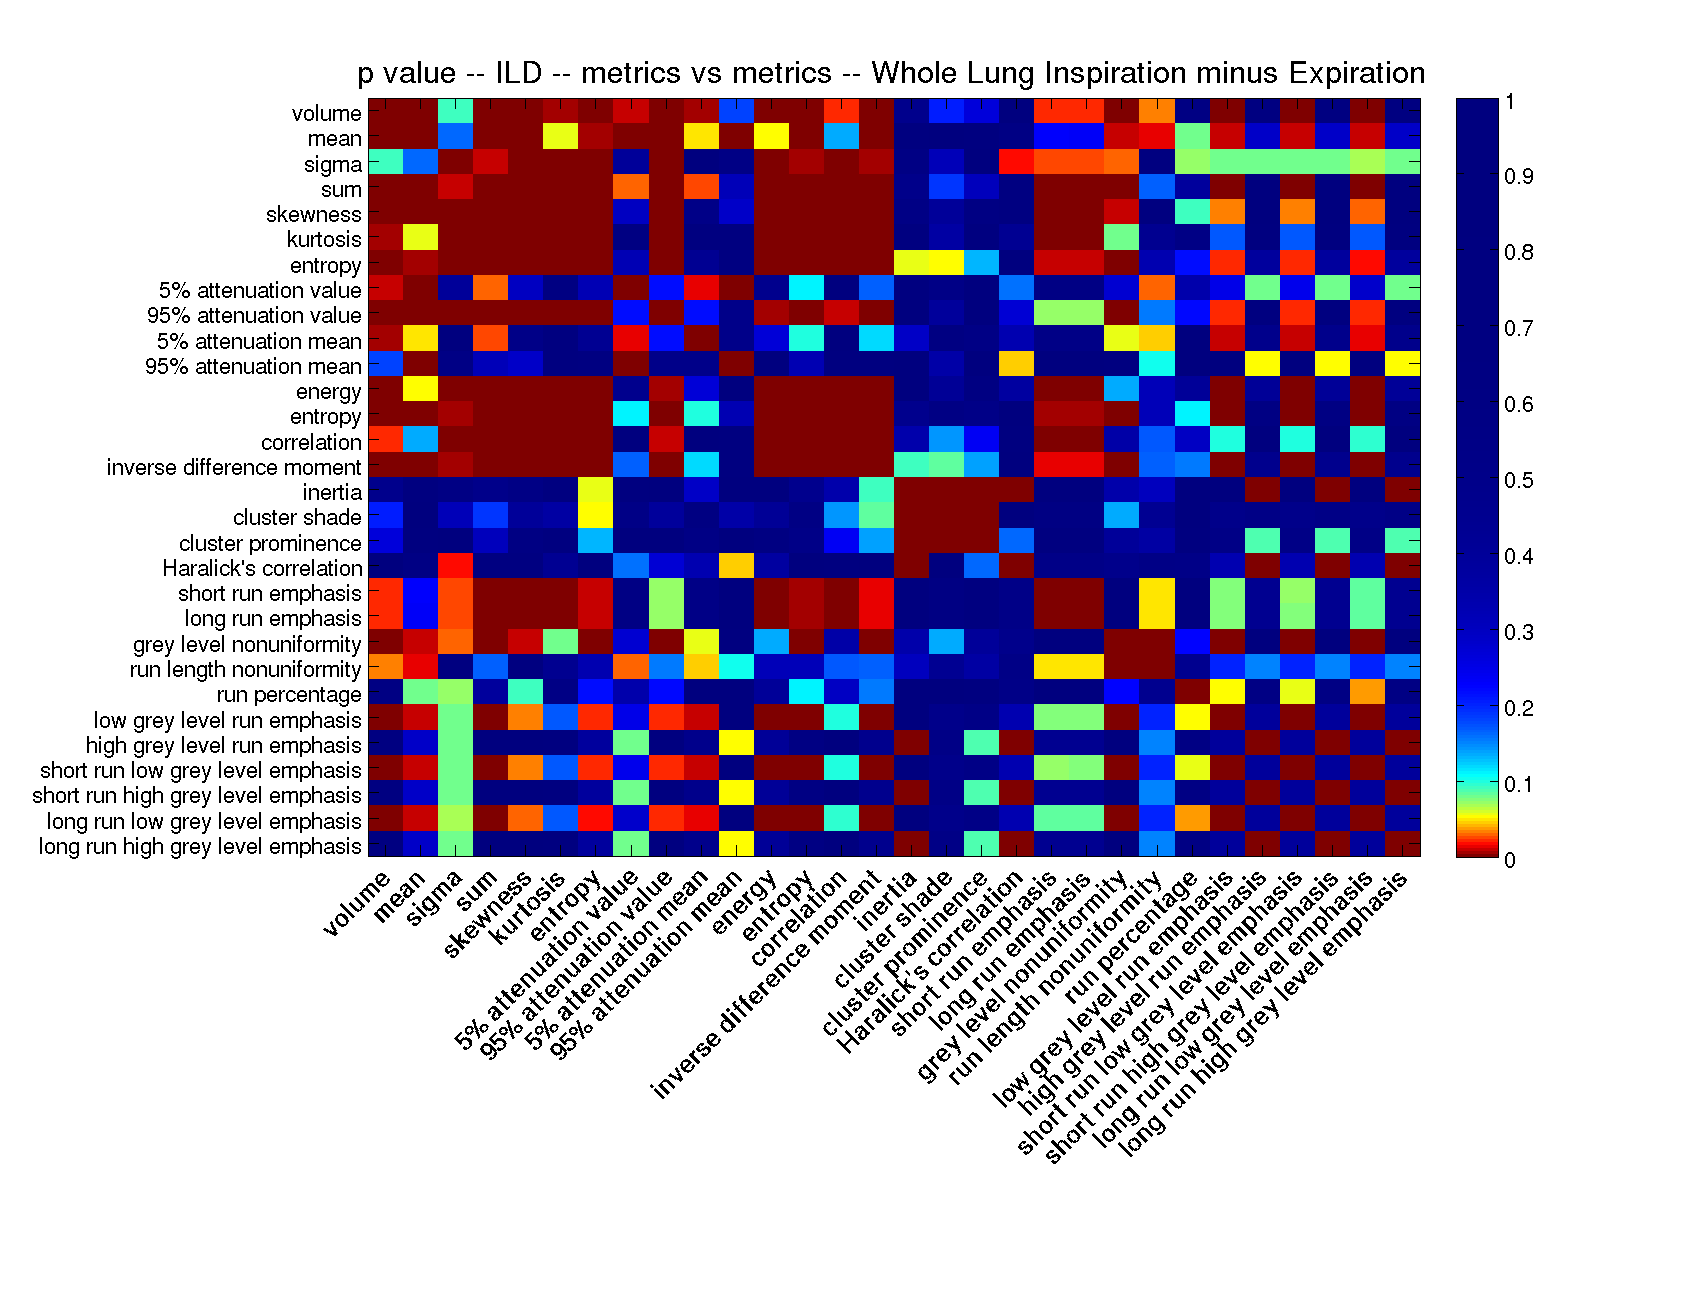 p value -- ILD -- metrics vs metrics -- Whole Lung Inspiration minus Expiration
volume
mean
sigma
sum
skewness
kurtosis
entropy
5% attenuation value
95% attenuation value
5% attenuation mean
95% attenuation mean
energy
entropy
correlation
inverse difference moment
inertia
cluster shade
cluster prominence
Haralick's correlation
short run emphasis
long run emphasis
grey level nonuniformity
run length nonuniformity
run percentage
low grey level run emphasis
high grey level run emphasis
short run low grey level emphasis
short run high grey level emphasis
long run low grey level emphasis
long run high grey level emphasis
1
0.9
0.8
0.7
0.6
0.5
0.4
0.3
0.2
0.1
0
volume
mean
sigma
sum
skewness
kurtosis
entropy
5% attenuation value
95% attenuation value
5% attenuation mean
95% attenuation mean
energy
entropy
correlation
inverse difference moment
inertia
cluster shade
cluster prominence
Haralick's correlation
short run emphasis
long run emphasis
grey level nonuniformity
run length nonuniformity
run percentage
low grey level run emphasis
high grey level run emphasis
short run low grey level emphasis
short run high grey level emphasis
long run low grey level emphasis
long run high grey level emphasis